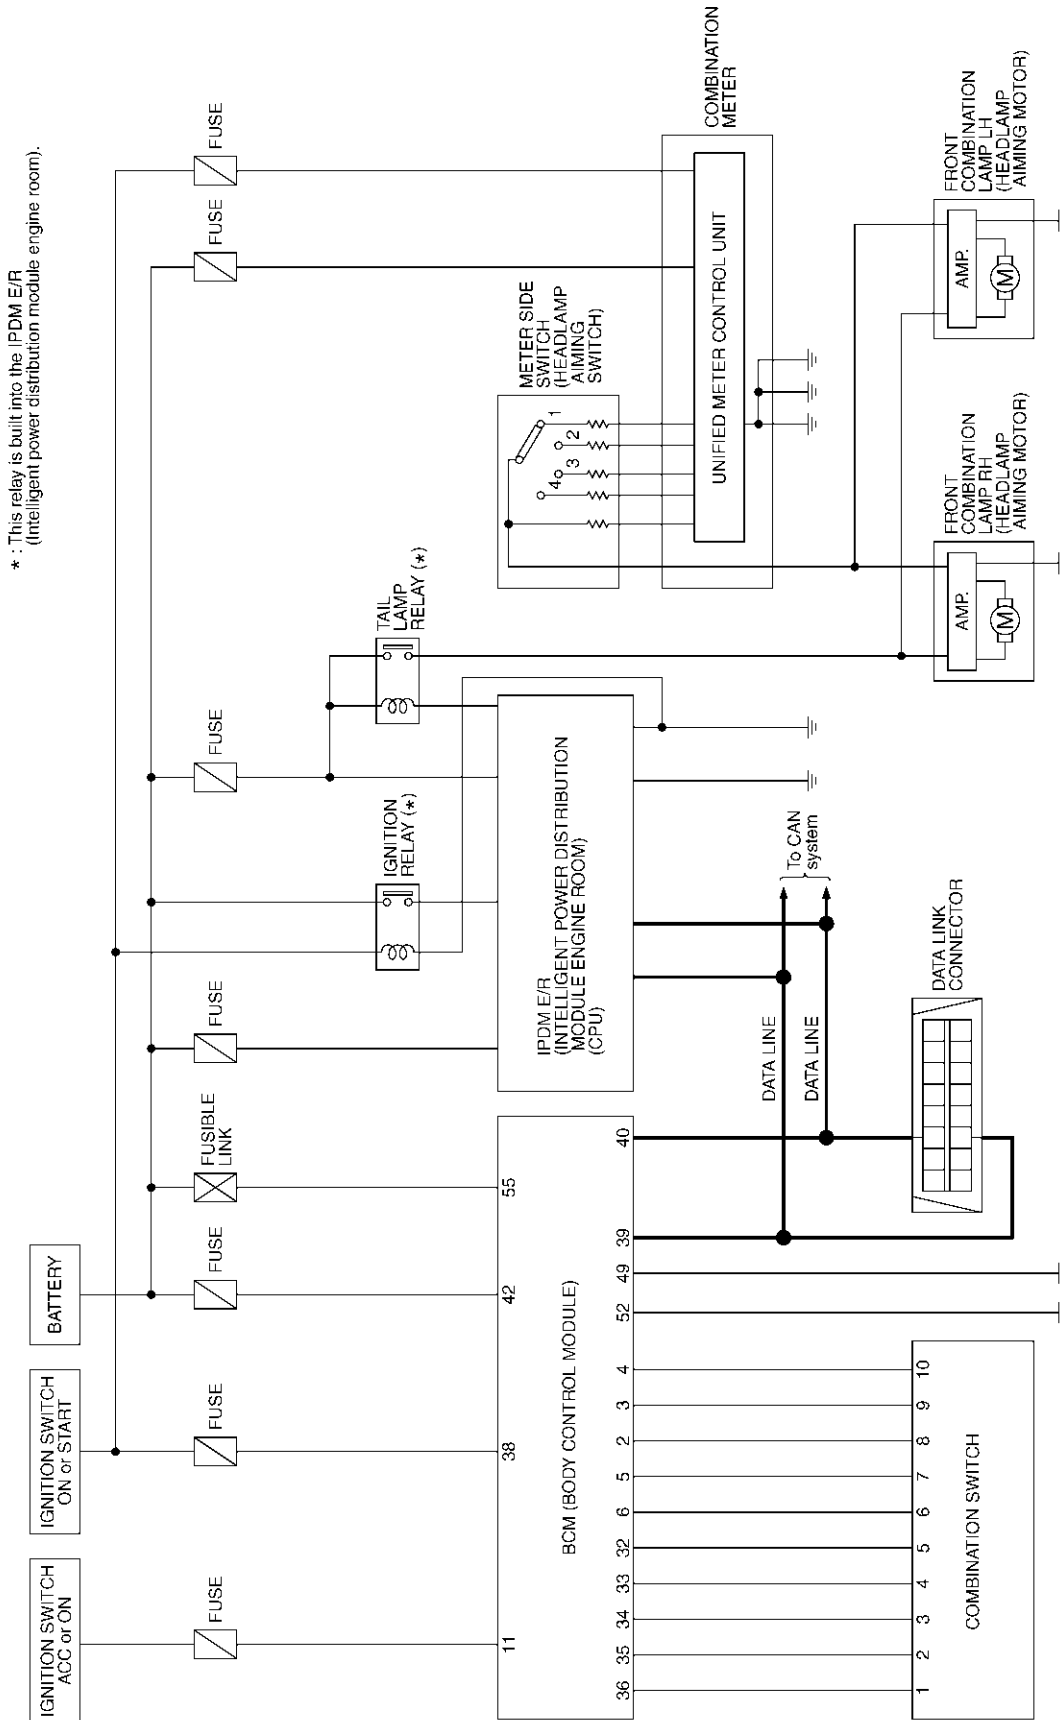 IGNITION SWITCH
ACC or ON
IGNITION SWITCH
ON or START
BATTERY
* : This relay is built into the IPDM E/R
(Intelligent power distribution module engine room).
FUSE
FUSE
FUSE
FUSIBLE
LINK
FUSE
FUSE
FUSE
FUSE
IGNITION
RELAY (*)
TAIL
LAMP
RELAY (*)
METER SIDE
SWITCH
(HEADLAMP
AIMING
SWITCH)
4 3 2 1
COMBINATION
METER
UNIFIED METER CONTROL UNIT
11 38 42 55
BCM (BODY CONTROL MODULE)
36 35 34 33 32 6 5 2 3 4 52 49 39 40
IPDM E/R
(INTELLIGENT POWER DISTRIBUTION
MODULE ENGINE ROOM)
(CPU)
DATA LINE
DATA LINE
To CAN
system
1 2 3 4 5 6 7 8 9 10
COMBINATION SWITCH
DATA LINK
CONNECTOR
FRONT
COMBINATION
LAMP RH
(HEADLAMP
AIMING MOTOR)
AMP.
M
FRONT
COMBINATION
LAMP LH
(HEADLAMP
AIMING MOTOR)
AMP.
M